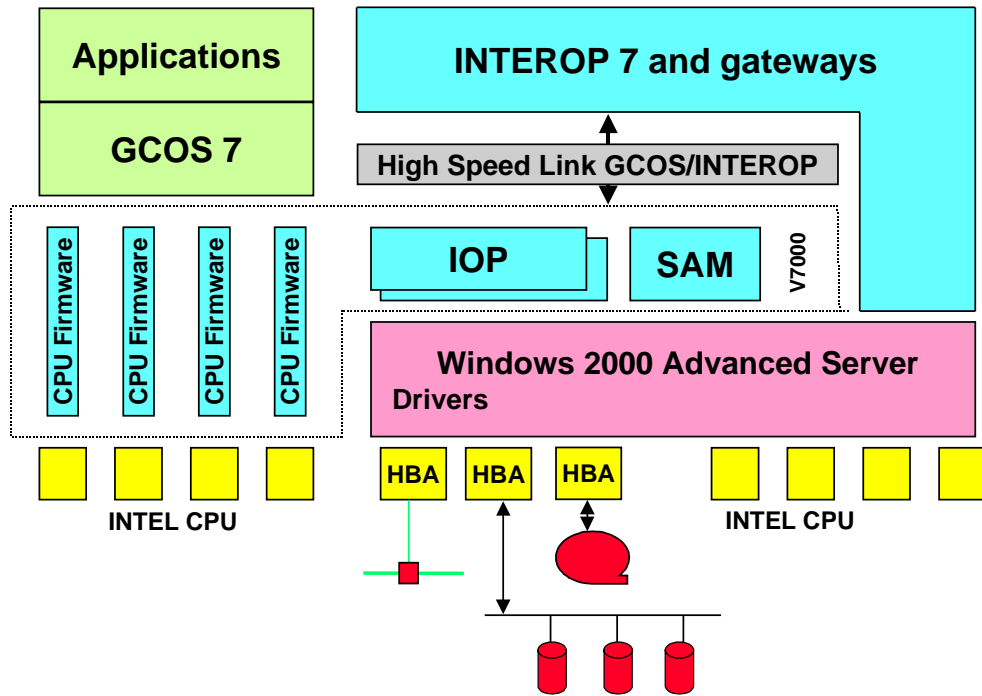 Applications
INTEROP 7 and gateways
GCOS 7
High Speed Link GCOS/INTEROP
CPU Firmware
CPU Firmware
CPU Firmware
CPU Firmware
IOP
SAM
V7000
Windows 2000 Advanced Server
Drivers
HBA
HBA
HBA
INTEL CPU
INTEL CPU